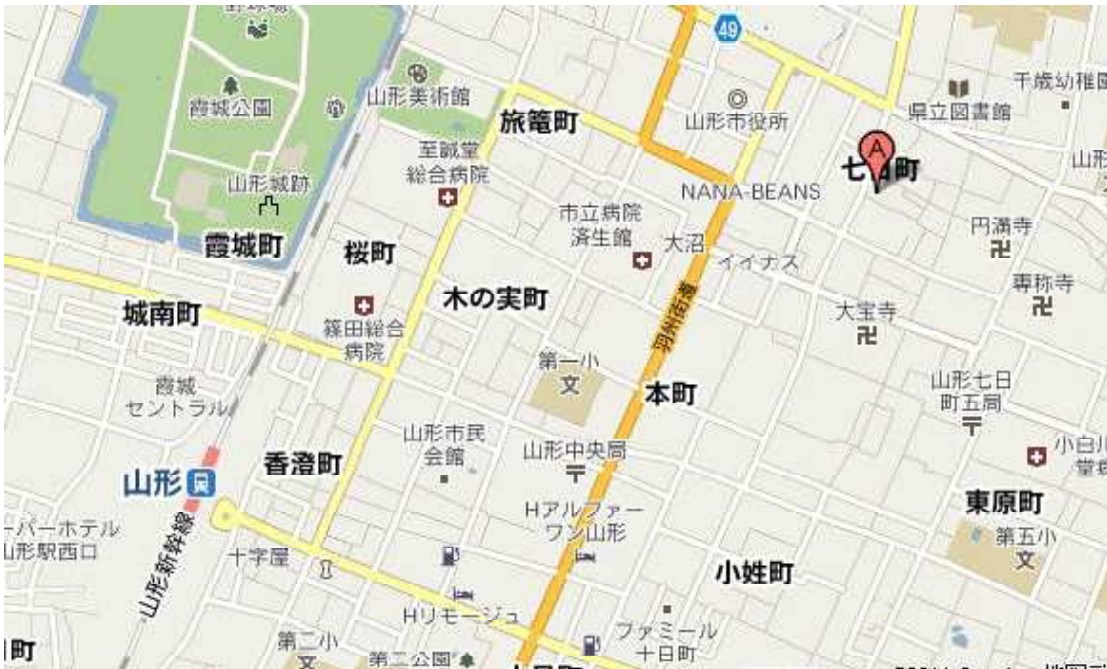 49
千歳幼稚園
霞城公園
山形美術館
県立図書館
旅篭町
山形市役所
至誠堂
総合病院
A
七日町
山形城跡
NANA-BEANS
市立病院
済生館
円満寺
霞城町
桜町
大沼
イイナス
専称寺
木の実町
大宝寺
城南町
羽州街道
篠田総合
病院
第一小
文
霞城
セントラル
本町
山形七日
町五局
山形市民
会館
山形中央局
香澄町
山形
東原町
Hアルファー
ワン山形
ーパーホテル
山形駅西口
第五小
文
山形新幹線
十字屋
小姓町
Hリモージュ
ファミール
十日町
第二小
文
第二公園